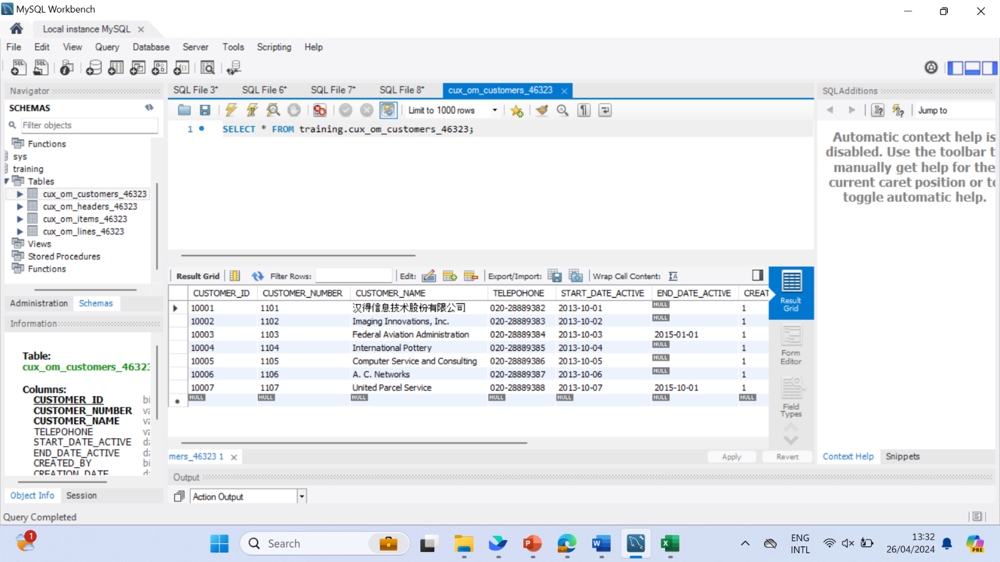 MySQL Workbench
Local instance MySQL
File Edit View Query Database Server Tools Scripting Help
Navigator
SCHEMAS
Filter objects
Functions
sys
training
Tables
cux_om_customers_46323
cux_om_headers_46323
cux_om_items_46323
cux_om_lines_46323
Views
Stored Procedures
Functions
Administration Schemas
Information
Table:
cux_om_customers_4632
Columns:
CUSTOMER_ID bi
CUSTOMER_NUMBER va
CUSTOMER_NAME va
TELEPOHONE va
START_DATE_ACTIVE da
END_DATE_ACTIVE da
CREATED_BY bi
CREATION_DATE
Object Info Session
SQL File 3* SQL File 6* SQL File 7* SQL File 8* cux_om_customers_46323
Limit to 1000 rows
1 SELECT * FROM training.cux_om_customers_46323;
Result Grid Filter Rows: Edit: Export/Import: Wrap Cell Content: IA
CUSTOMER_ID CUSTOMER_NUMBER CUSTOMER_NAME TELEPOHONE START_DATE_ACTIVE END_DATE_ACTIVE CREAT
10001 1101 汉得信息技术股份有限公司 020-28889382 2013-10-01 NULL 1
10002 1102 Imaging Innovations, Inc. 020-28889383 2013-10-02 NULL 1
10003 1103 Federal Aviation Administration 020-28889384 2013-10-03 2015-01-01 1
10004 1104 International Pottery 020-28889385 2013-10-04 NULL 1
10005 1105 Computer Service and Consulting 020-28889386 2013-10-05 NULL 1
10006 1106 A. C. Networks 020-28889387 2013-10-06 NULL 1
10007 1107 United Parcel Service 020-28889388 2013-10-07 2015-10-01 1
NULL NULL NULL NULL NULL NULL NULL
Result
Grid
Form
Editor
Field
Types
mers_46323 1 Apply Revert
Output
Action Output
SQLAdditions
Jump to
Automatic context help is
disabled. Use the toolbar t
manually get help for the
current caret position or to
toggle automatic help.
Context Help Snippets
Query Completed
1
Search
ENG
INTL
13:32
26/04/2024
PRE